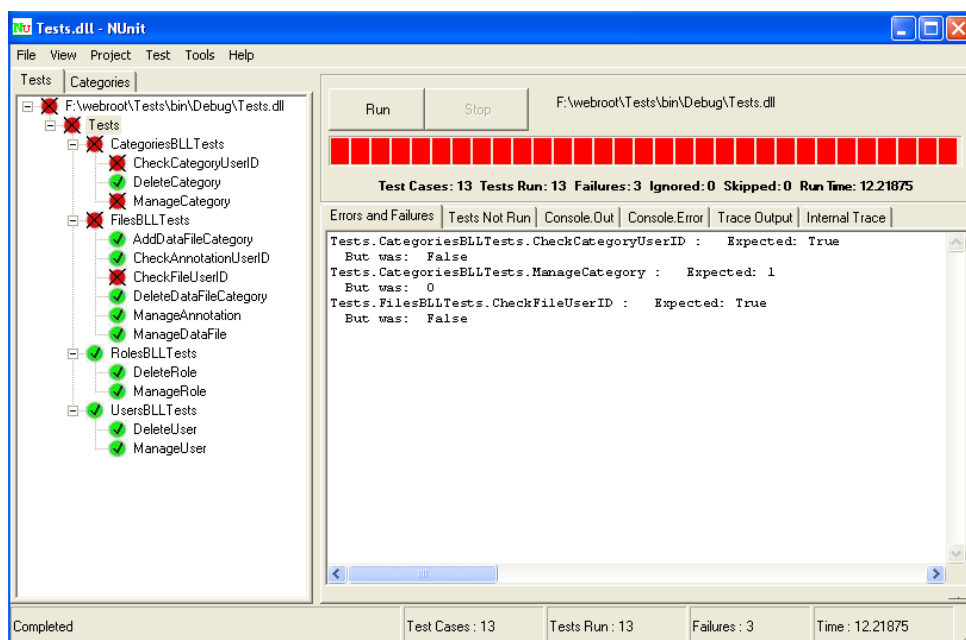 NU Tests.dll - NUnit
File View Project Test Tools Help
Tests Categories
F:\webroot\Tests\bin\Debug\Tests.dll
Tests
CategoriesBLLTests
CheckCategoryUserID
DeleteCategory
ManageCategory
FilesBLLTests
AddDataFileCategory
CheckAnnotationUserID
CheckFileUserID
DeleteDataFileCategory
ManageAnnotation
ManageDataFile
RolesBLLTests
DeleteRole
ManageRole
UsersBLLTests
DeleteUser
ManageUser
Run Stop F:\webroot\Tests\bin\Debug\Tests.dll
Test Cases: 13 Tests Run: 13 Failures: 3 Ignored: 0 Skipped: 0 Run Time: 12.21875
Errors and Failures Tests Not Run Console.Out Console.Error Trace Output Internal Trace
Tests.CategoriesBLLTests.CheckCategoryUserID : Expected: True
But was: False
Tests.CategoriesBLLTests.ManageCategory : Expected: 1
But was: 0
Tests.FilesBLLTests.CheckFileUserID : Expected: True
But was: False
Completed Test Cases : 13 Tests Run : 13 Failures : 3 Time : 12.21875